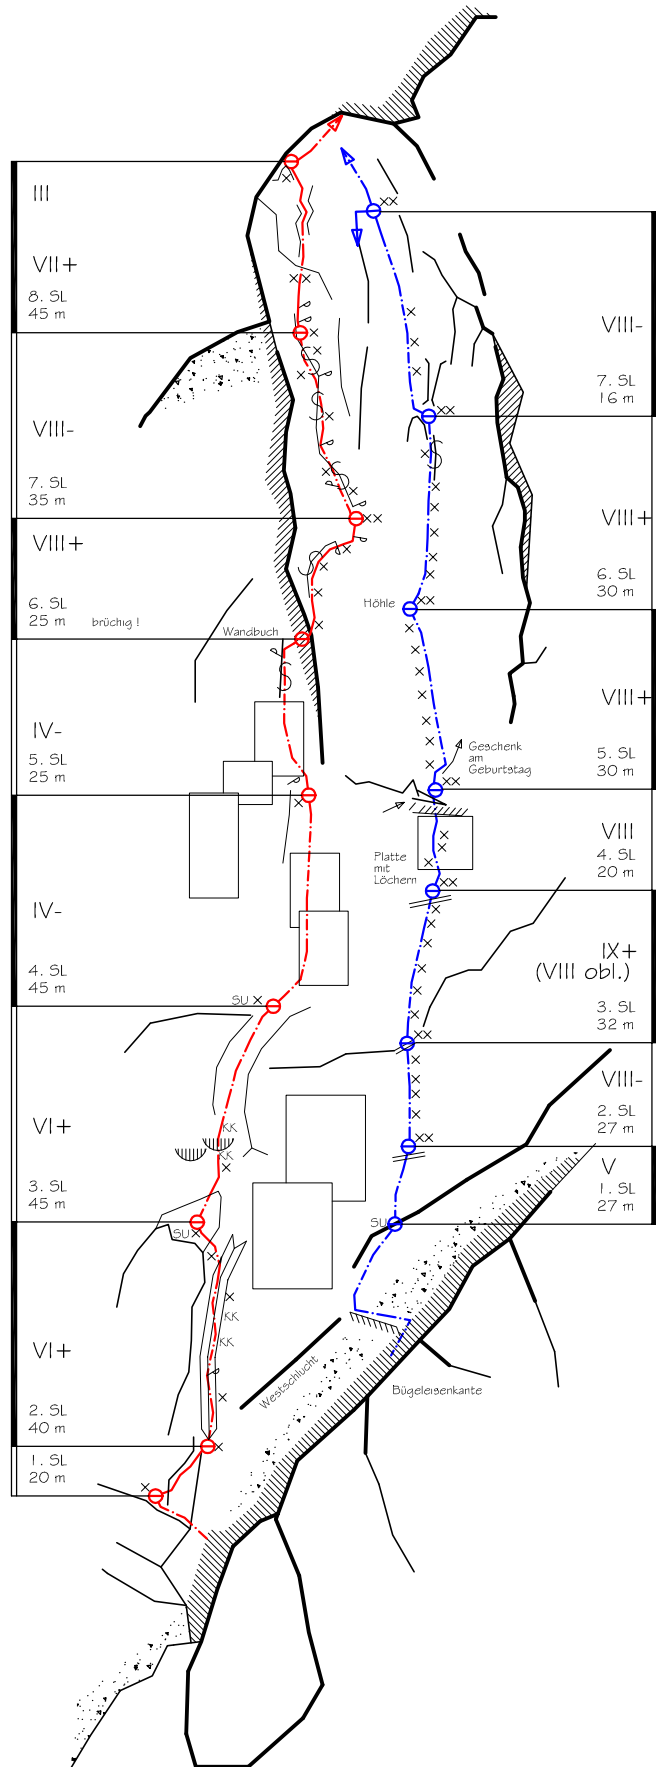 III
VII+
8. SL
45 m
VIII-
7. SL
35 m
VIII+
6. SL
25 m
brüchig !
Wandbuch
IV-
5. SL
25 m
IV-
4. SL
45 m
SU
VI+
3. SL
45 m
KK
KK
SU
VI+
2. SL
40 m
KK
KK
1. SL
20 m
VIII-
7. SL
16 m
VIII+
6. SL
30 m
Höhle
VIII+
5. SL
30 m
Geschenk
am
Geburtstag
VIII
4. SL
20 m
Platte
mit
Löchern
IX+
(VIII obl.)
3. SL
32 m
VIII-
2. SL
27 m
V
1. SL
27 m
SU
Westschlucht
Bügeleisenkante